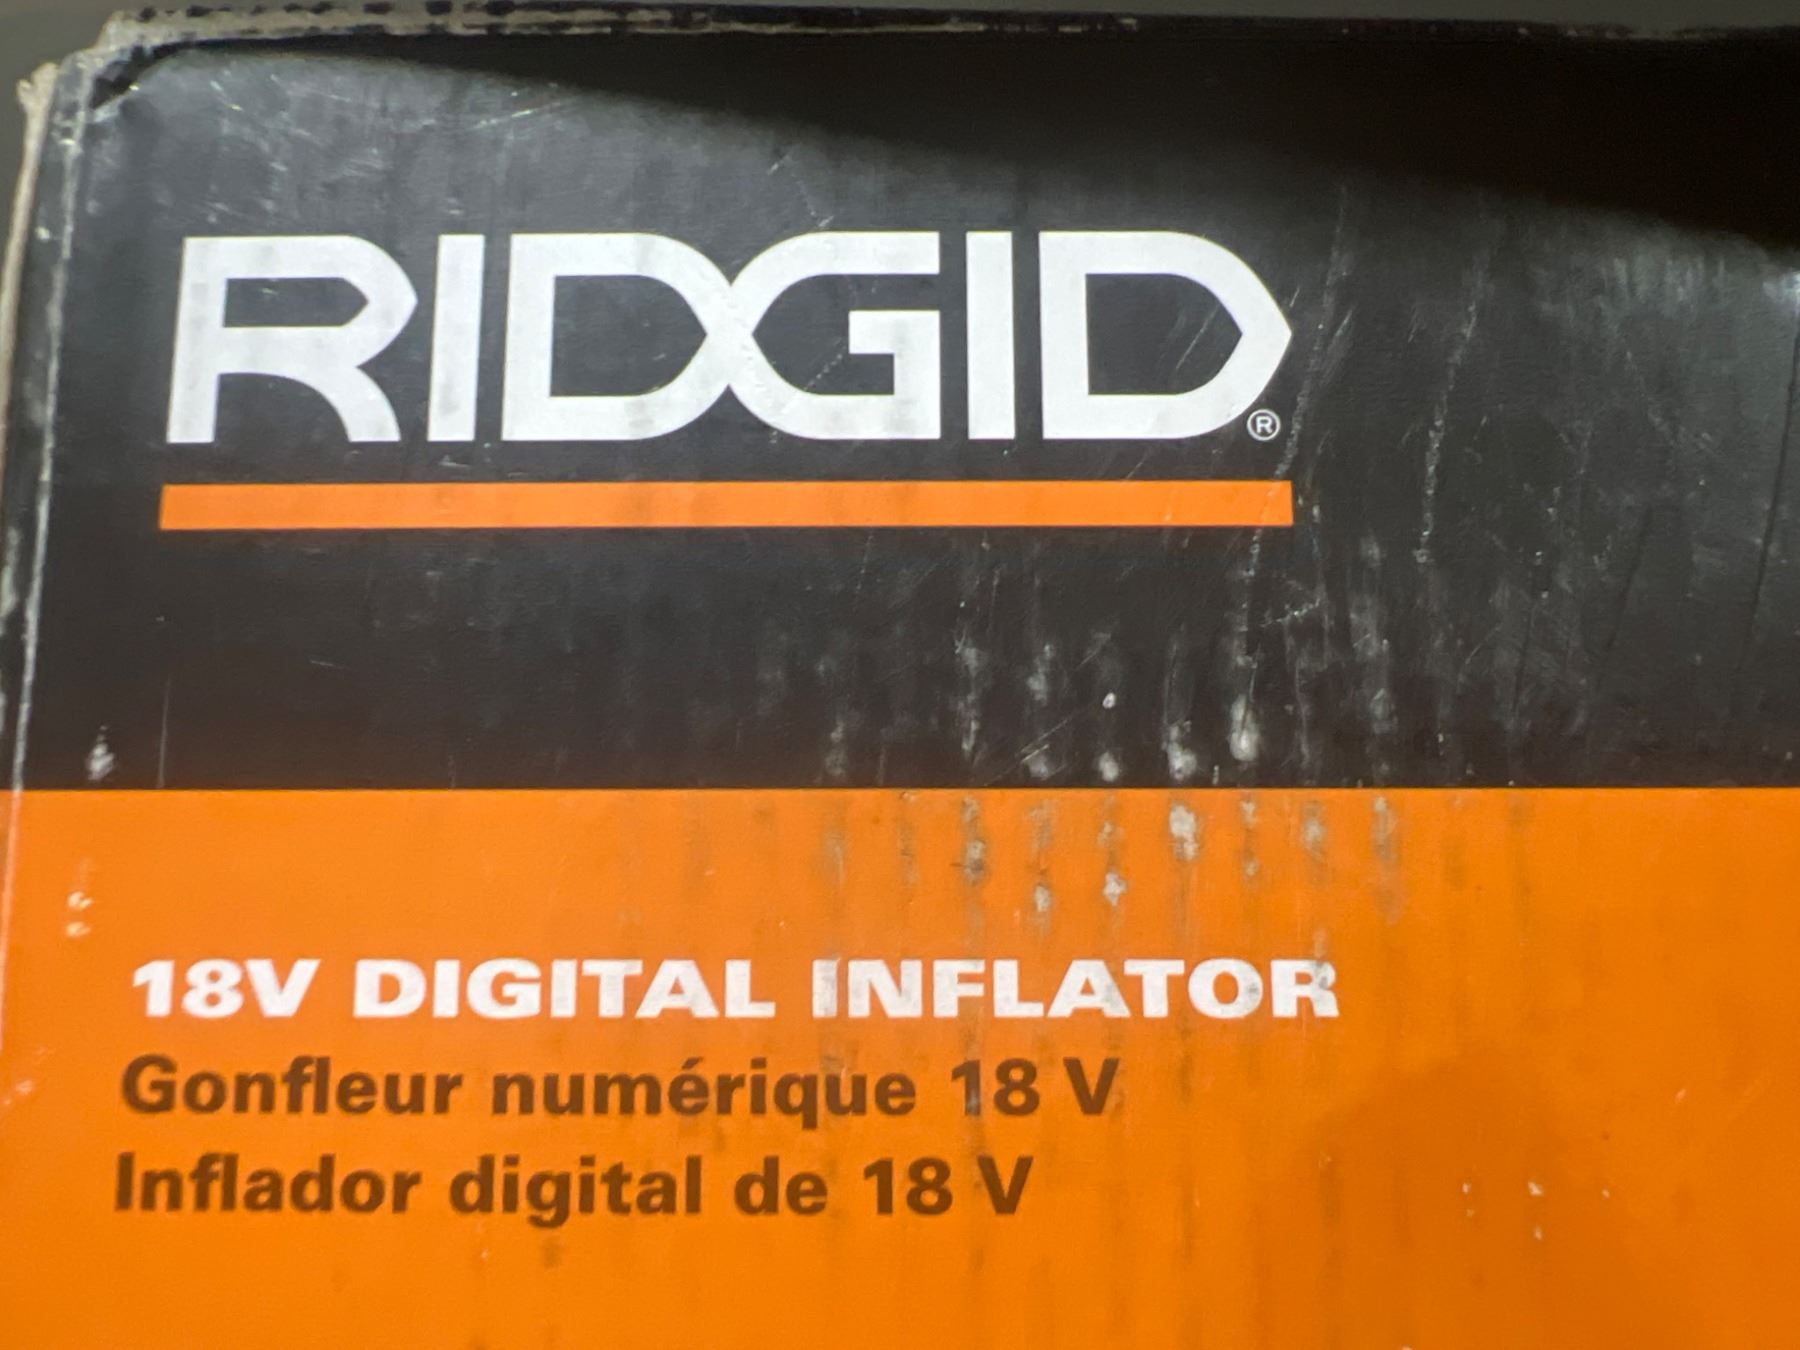 RIDGID®
18V DIGITAL INFLATOR
Gonfleur numérique 18 V
Inflador digital de 18 V